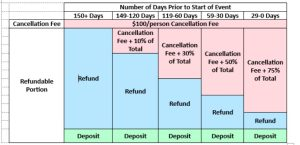 Number of Days Prior to Start of Event
150+ Days 149-120 Days 119-60 Days 59-30 Days 29-0 Days
Cancellation Fee $100/person Cancellation Fee
Refundable
Portion
Refund
Cancellation
Fee + 10% of
Total
Refund
Cancellation
Fee + 30%
of Total
Refund
Cancellation
Fee + 50%
of Total
Refund
Cancellation
Fee + 75%
of Total
Refund
Deposit Deposit Deposit Deposit Deposit